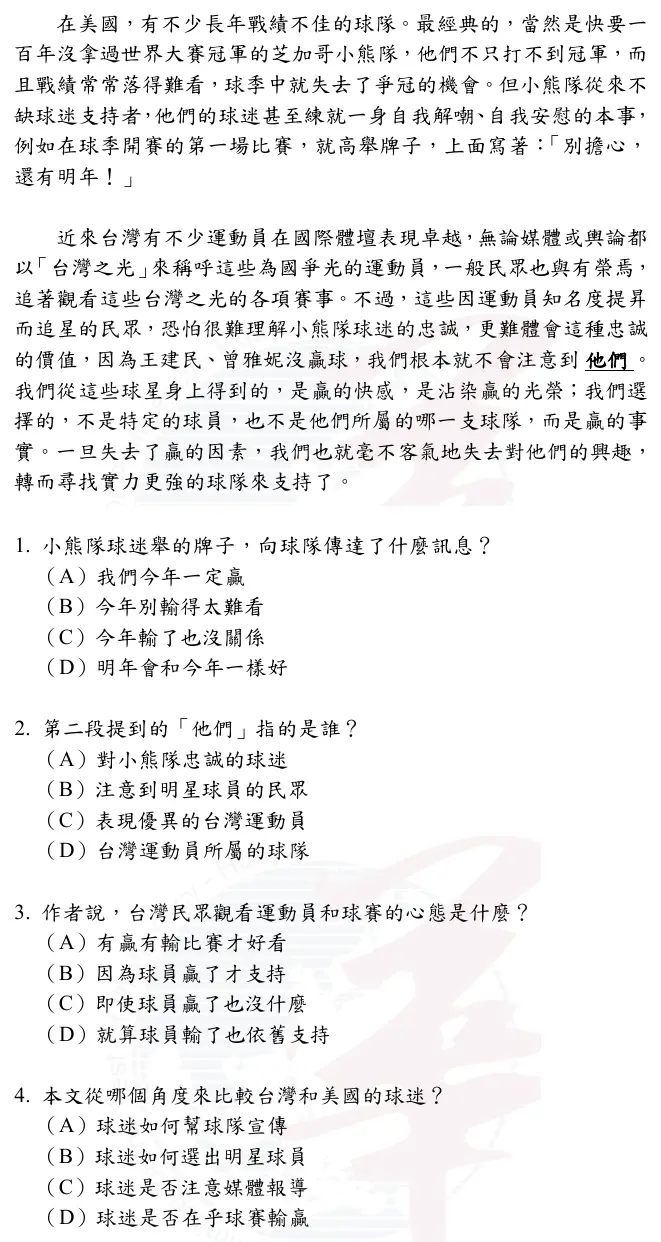 在美國，有不少長年戰績不佳的球隊。最經典的，當然是快要一
百年沒拿過世界大賽冠軍的芝加哥小熊隊，他們不只打不到冠軍，而
且戰績常常落得難看，球季中就失去了爭冠的機會。但小熊隊從來不
缺球迷支持者，他們的球迷甚至練就一身自我解嘲、自我安慰的本事，
例如在球季開賽的第一場比賽，就高舉牌子，上面寫著：「別擔心，
還有明年！」
近來台灣有不少運動員在國際體壇表現卓越，無論媒體或輿論都
以「台灣之光」來稱呼這些為國爭光的運動員，一般民眾也與有榮焉，
追著觀看這些台灣之光的各項賽事。不過，這些因運動員知名度提昇
而追星的民眾，恐怕很難理解小熊隊球迷的忠誠，更難體會這種忠誠
的價值，因為王建民、曾雅妮沒贏球，我們根本就不會注意到他們。
我們從這些球星身上得到的，是贏的快感，是沾染贏的光榮；我們選
擇的，不是特定的球員，也不是他們所屬的哪一支球隊，而是贏的事
實。一旦失去了贏的因素，我們也就毫不客氣地失去對他們的興趣，
轉而尋找實力更強的球隊來支持了。
1. 小熊隊球迷舉的牌子，向球隊傳達了什麼訊息？
（A）我們今年一定贏
（B）今年別輸得太難看
（C）今年輸了也沒關係
（D）明年會和今年一樣好
2. 第二段提到的「他們」指的是誰？
（A）對小熊隊忠誠的球迷
（B）注意到明星球員的民眾
（C）表現優異的台灣運動員
（D）台灣運動員所屬的球隊
3. 作者說，台灣民眾觀看運動員和球賽的心態是什麼？
（A）有贏有輸比賽才好看
（B）因為球員贏了才支持
（C）即使球員贏了也沒什麼
（D）就算球員輸了也依舊支持
4. 本文從哪個角度來比較台灣和美國的球迷？
（A）球迷如何幫球隊宣傳
（B）球迷如何選出明星球員
（C）球迷是否注意媒體報導
（D）球迷是否在乎球賽輸贏